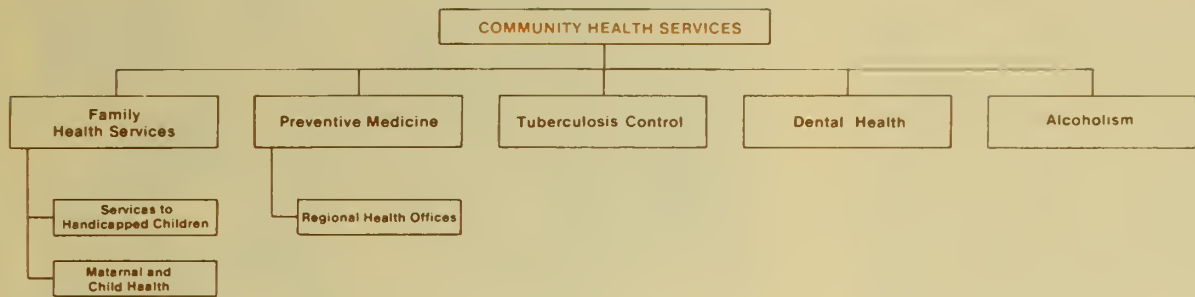 COMMUNITY HEALTH SERVICES
Family
Health Services
Preventive Medicine
Tuberculosis Control
Dental Health
Alcoholism
Services to
Handicapped Children
Regional Health Offices
Maternal and
Child Health